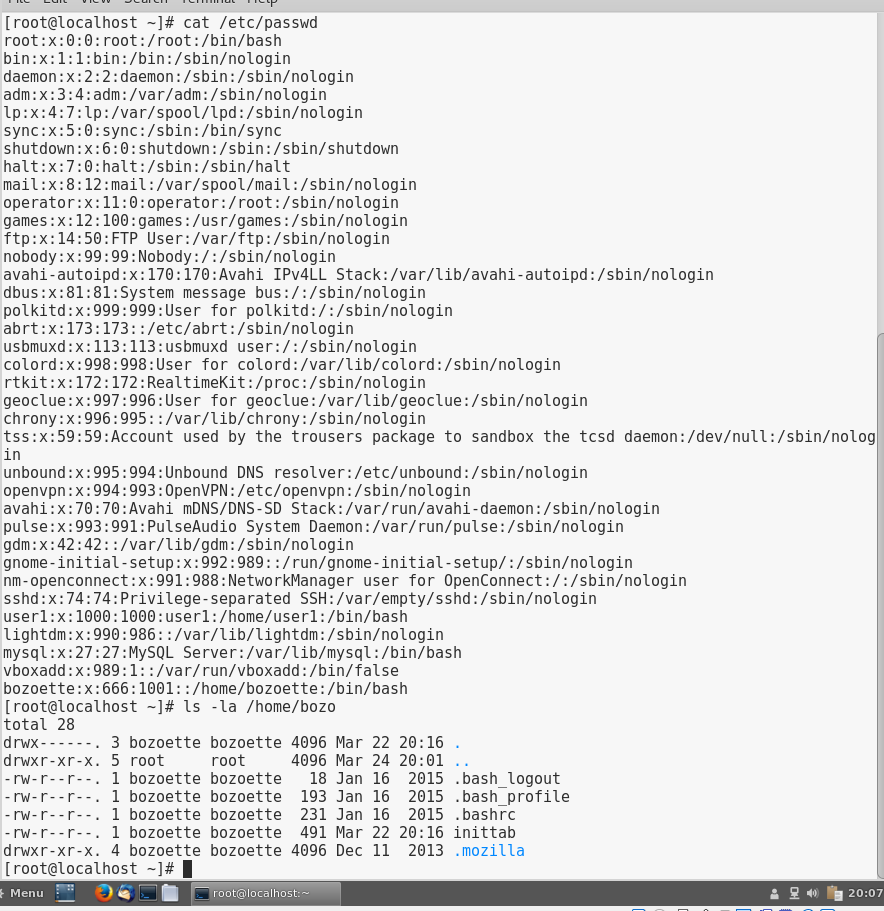 File Edit View Search Terminal Help
[root@localhost ~]# cat /etc/passwd
root:x:0:0:root:/root:/bin/bash
bin:x:1:1:bin:/bin:/sbin/nologin
daemon:x:2:2:daemon:/sbin:/sbin/nologin
adm:x:3:4:adm:/var/adm:/sbin/nologin
lp:x:4:7:lp:/var/spool/lpd:/sbin/nologin
sync:x:5:0:sync:/sbin:/bin/sync
shutdown:x:6:0:shutdown:/sbin:/sbin/shutdown
halt:x:7:0:halt:/sbin:/sbin/halt
mail:x:8:12:mail:/var/spool/mail:/sbin/nologin
operator:x:11:0:operator:/root:/sbin/nologin
games:x:12:100:games:/usr/games:/sbin/nologin
ftp:x:14:50:FTP User:/var/ftp:/sbin/nologin
nobody:x:99:99:Nobody:/:/sbin/nologin
avahi-autoipd:x:170:170:Avahi IPv4LL Stack:/var/lib/avahi-autoipd:/sbin/nologin
dbus:x:81:81:System message bus:/:/sbin/nologin
polkitd:x:999:999:User for polkitd:/:/sbin/nologin
abrt:x:173:173::/etc/abrt:/sbin/nologin
usbmuxd:x:113:113:usbmuxd user:/:/sbin/nologin
colord:x:998:998:User for colord:/var/lib/colord:/sbin/nologin
rtkit:x:172:172:RealtimeKit:/proc:/sbin/nologin
geoclue:x:997:996:User for geoclue:/var/lib/geoclue:/sbin/nologin
chrony:x:996:995::/var/lib/chrony:/sbin/nologin
tss:x:59:59:Account used by the trousers package to sandbox the tcsd daemon:/dev/null:/sbin/nolog
in
unbound:x:995:994:Unbound DNS resolver:/etc/unbound:/sbin/nologin
openvpn:x:994:993:OpenVPN:/etc/openvpn:/sbin/nologin
avahi:x:70:70:Avahi mDNS/DNS-SD Stack:/var/run/avahi-daemon:/sbin/nologin
pulse:x:993:991:PulseAudio System Daemon:/var/run/pulse:/sbin/nologin
gdm:x:42:42::/var/lib/gdm:/sbin/nologin
gnome-initial-setup:x:992:989::/run/gnome-initial-setup/:/sbin/nologin
nm-openconnect:x:991:988:NetworkManager user for OpenConnect:/:/sbin/nologin
sshd:x:74:74:Privilege-separated SSH:/var/empty/sshd:/sbin/nologin
user1:x:1000:1000:user1:/home/user1:/bin/bash
lightdm:x:990:986::/var/lib/lightdm:/sbin/nologin
mysql:x:27:27:MySQL Server:/var/lib/mysql:/bin/bash
vboxadd:x:989:1::/var/run/vboxadd:/bin/false
bozoette:x:666:1001::/home/bozoette:/bin/bash
[root@localhost ~]# ls -la /home/bozo
total 28
drwx------. 3 bozoette bozoette 4096 Mar 22 20:16 .
drwxr-xr-x. 5 root     root     4096 Mar 24 20:01 ..
-rw-r--r--. 1 bozoette bozoette   18 Jan 16  2015 .bash_logout
-rw-r--r--. 1 bozoette bozoette  193 Jan 16  2015 .bash_profile
-rw-r--r--. 1 bozoette bozoette  231 Jan 16  2015 .bashrc
-rw-r--r--. 1 bozoette bozoette  491 Mar 22 20:16 inittab
drwxr-xr-x. 4 bozoette bozoette 4096 Dec 11  2013 .mozilla
[root@localhost ~]#
Menu root@localhost:~ 20:07